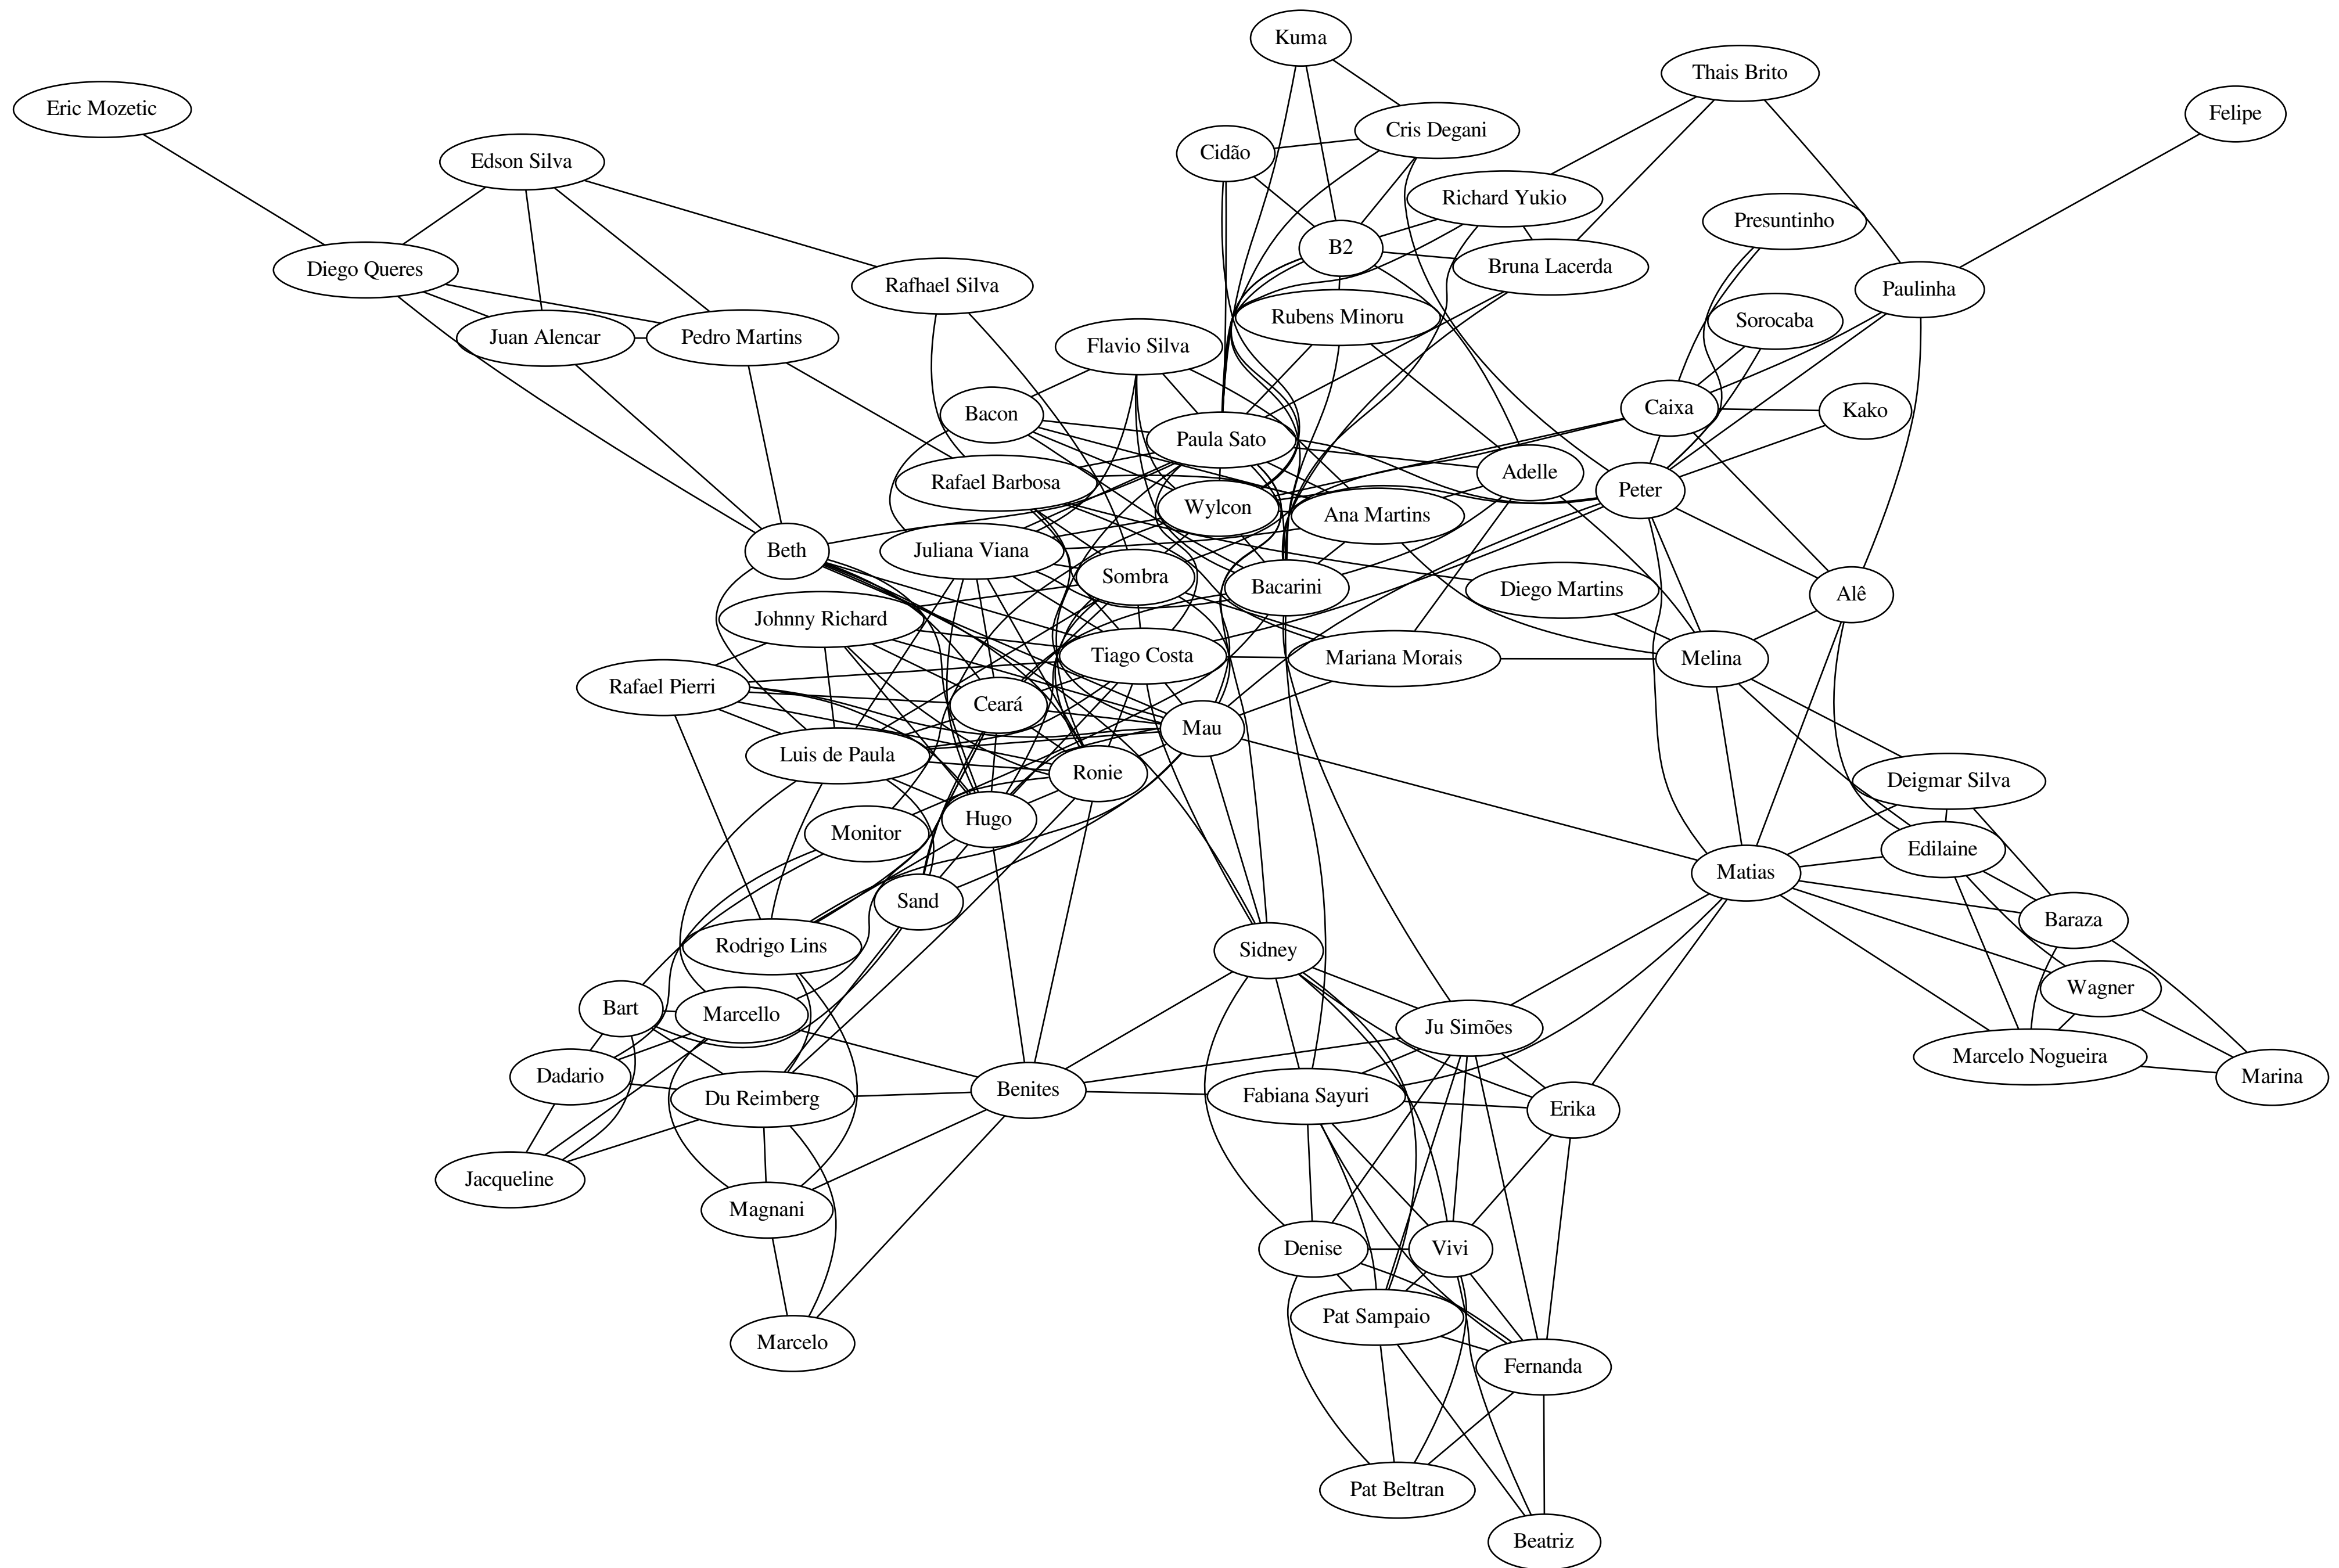 Kuma
Thais Brito
Eric Mozetic
Felipe
Cris Degani
Cidão
Edson Silva
Richard Yukio
Presuntinho
B2
Bruna Lacerda
Diego Queres
Rafhael Silva
Paulinha
Rubens Minoru
Sorocaba
Juan Alencar
Pedro Martins
Flavio Silva
Bacon
Caixa
Kako
Paula Sato
Rafael Barbosa
Adelle
Peter
Wylcon
Ana Martins
Beth
Juliana Viana
Sombra
Bacarini
Diego Martins
Alê
Johnny Richard
Tiago Costa
Mariana Morais
Melina
Rafael Pierri
Ceará
Mau
Luis de Paula
Ronie
Deigmar Silva
Monitor
Hugo
Edilaine
Matias
Sand
Baraza
Rodrigo Lins
Sidney
Wagner
Bart
Marcello
Ju Simões
Marcelo Nogueira
Dadario
Marina
Du Reimberg
Benites
Fabiana Sayuri
Erika
Jacqueline
Magnani
Denise
Vivi
Pat Sampaio
Marcelo
Fernanda
Pat Beltran
Beatriz